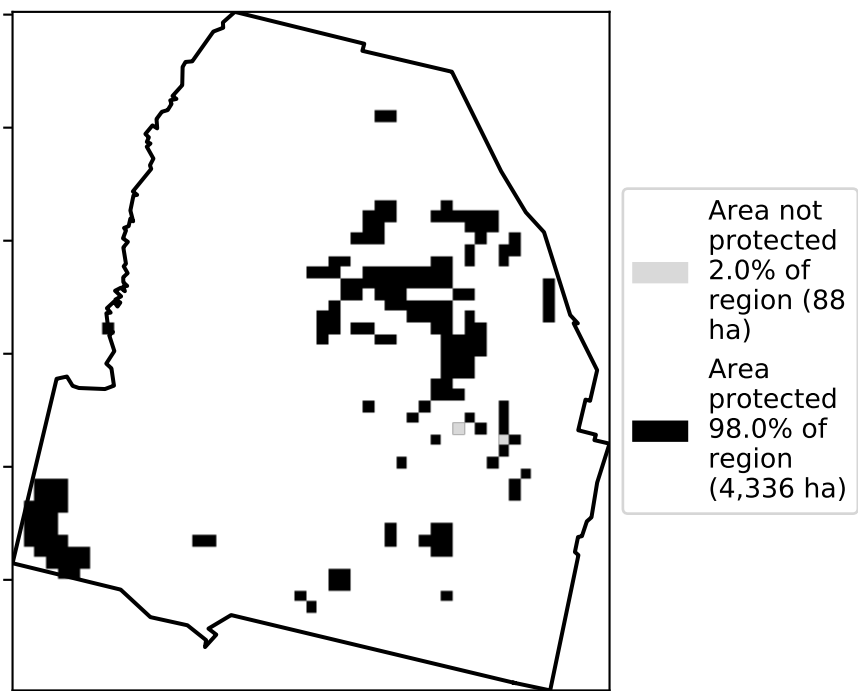 Area not
protected
2.0% of
region (88
ha)
Area
protected
98.0% of
region
(4,336 ha)